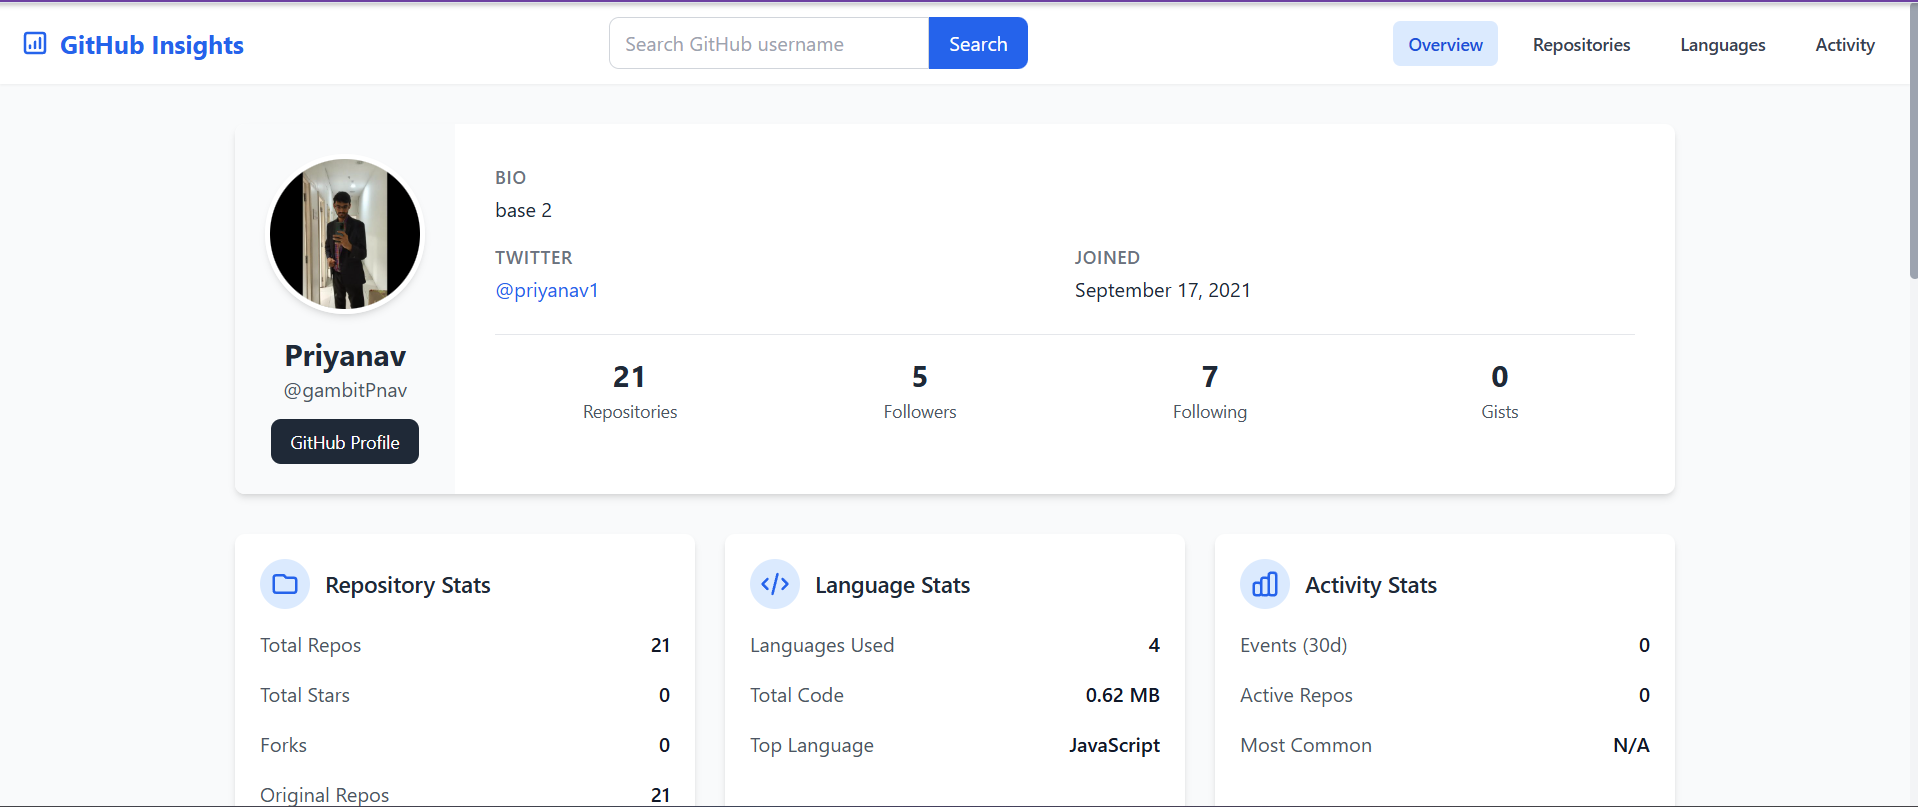 GitHub Insights
Search GitHub username
Search
Overview
Repositories
Languages
Activity
Priyanav
@gambitPnav
GitHub Profile
BIO
base 2
TWITTER
@priyanav1
JOINED
September 17, 2021
21
Repositories
5
Followers
7
Following
0
Gists
Repository Stats
Total Repos 21
Total Stars 0
Forks 0
Original Repos 21
Language Stats
Languages Used 4
Total Code 0.62 MB
Top Language JavaScript
Activity Stats
Events (30d) 0
Active Repos 0
Most Common N/A